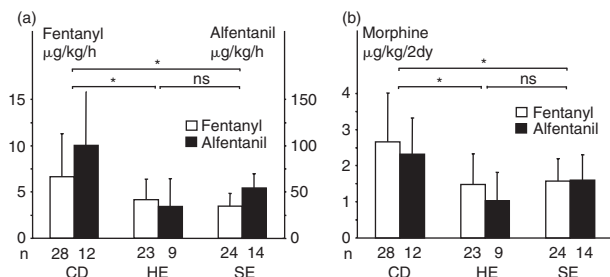 (a)
Fentanyl Alfentanil
μg/kg/h μg/kg/h
*
* ns
15 150
10 100
5 50
0 0
Fentanyl
Alfentanil
n 28 12 23 9 24 14
CD HE SE
(b)
Morphine
μg/kg/2dy
*
* ns
4
3
2
1
0
Fentanyl
Alfentanil
28 12 23 9 24 14
CD HE SE